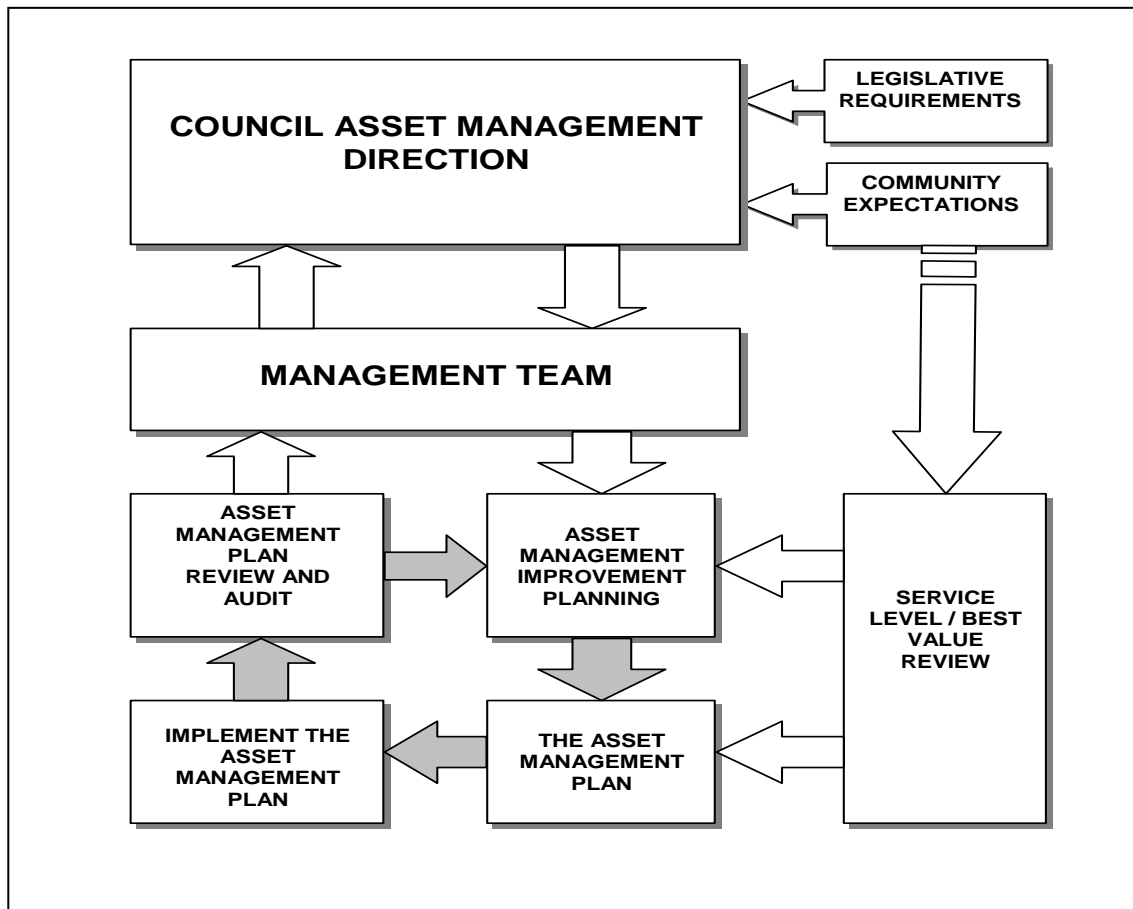 COUNCIL ASSET MANAGEMENT
DIRECTION
LEGISLATIVE
REQUIREMENTS
COMMUNITY
EXPECTATIONS
MANAGEMENT TEAM
ASSET
MANAGEMENT
PLAN
REVIEW AND
AUDIT
ASSET
MANAGEMENT
IMPROVEMENT
PLANNING
SERVICE
LEVEL / BEST
VALUE
REVIEW
IMPLEMENT THE
ASSET
MANAGEMENT
PLAN
THE ASSET
MANAGEMENT
PLAN